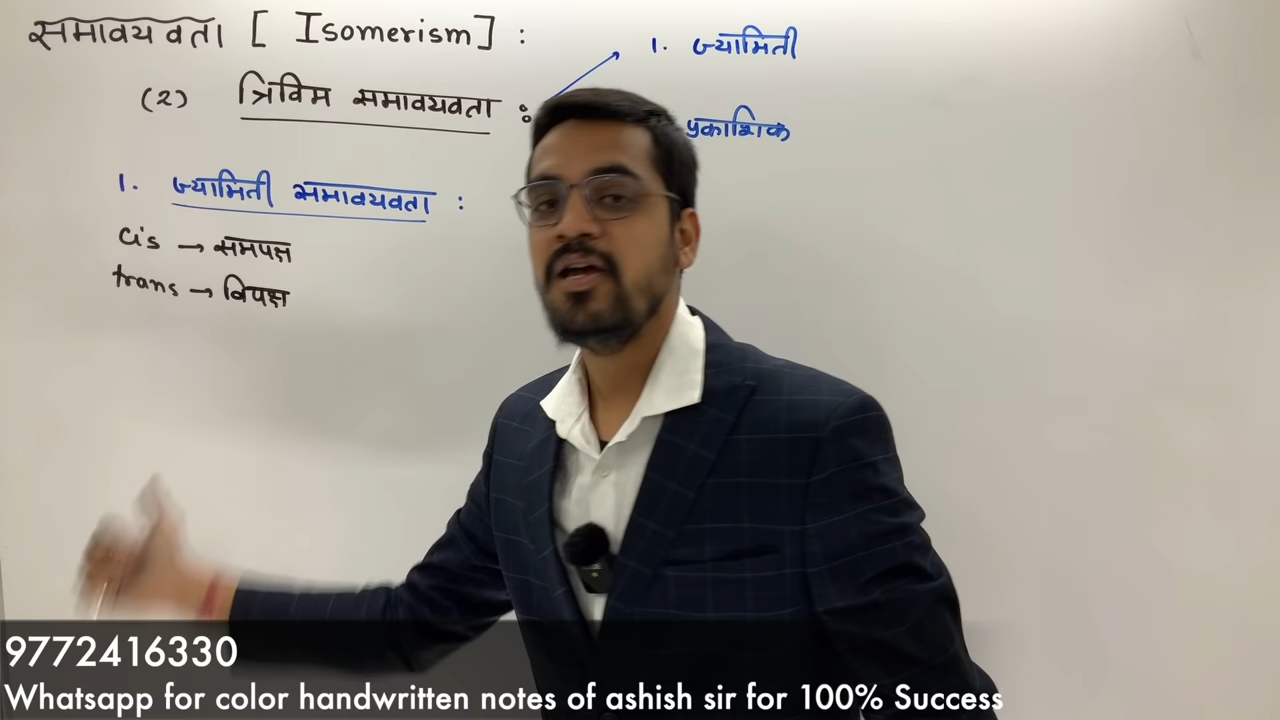 समावयवता [ Isomerism ] :
(2) त्रिविम समावयवता :
1. ज्यामिती
प्रकाशिक
1. ज्यामिती समावयवता :
Cis → समपक्ष
trans → विपक्ष
9772416330
Whatsapp for color handwritten notes of ashish sir for 100% Success